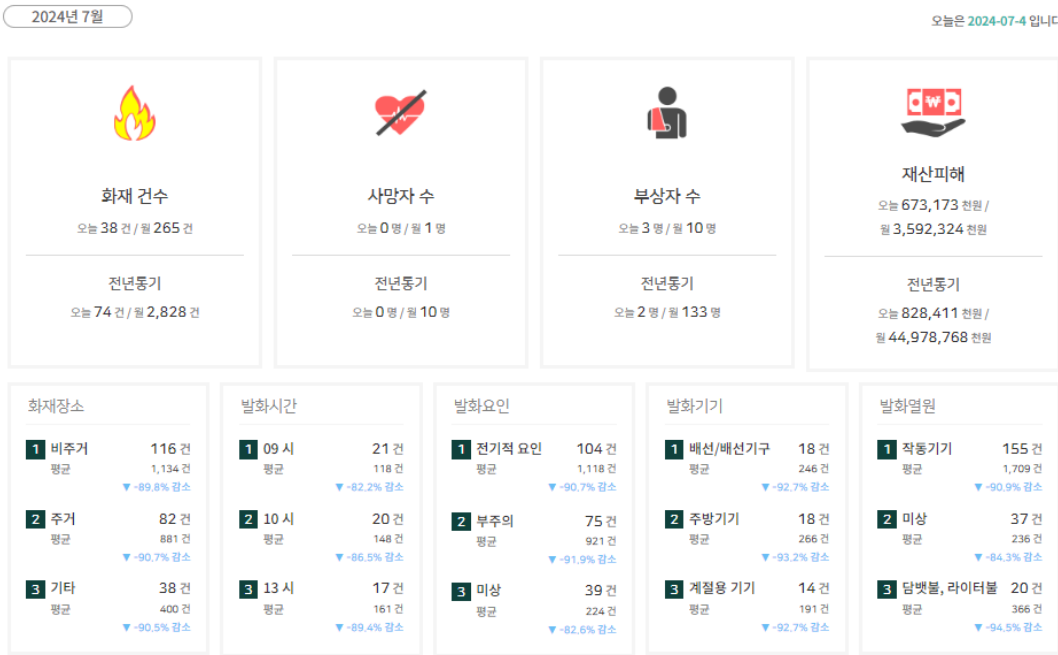 2024년 7월
오늘은 2024-07-4 입니다
화재 건수
오늘 38 건 / 월 265 건
전년동기
오늘 74 건 / 월 2,828 건
사망자 수
오늘 0 명 / 월 1 명
전년동기
오늘 0 명 / 월 10 명
부상자 수
오늘 3 명 / 월 10 명
전년동기
오늘 2 명 / 월 133 명
₩
재산피해
오늘 673,173 천원 /
월 3,592,324 천원
전년동기
오늘 828,411 천원 /
월 44,978,768 천원
화재장소
1 비주거 116 건
평균 1,134 건
▼ -89.8% 감소
2 주거 82 건
평균 881 건
▼ -90.7% 감소
3 기타 38 건
평균 400 건
▼ -90.5% 감소
발화시간
1 09 시 21 건
평균 118 건
▼ -82.2% 감소
2 10 시 20 건
평균 148 건
▼ -86.5% 감소
3 13 시 17 건
평균 161 건
▼ -89.4% 감소
발화요인
1 전기적 요인 104 건
평균 1,118 건
▼ -90.7% 감소
2 부주의 75 건
평균 921 건
▼ -91.9% 감소
3 미상 39 건
평균 224 건
▼ -82.6% 감소
발화기기
1 배선/배선기구 18 건
평균 246 건
▼ -92.7% 감소
2 주방기기 18 건
평균 266 건
▼ -93.2% 감소
3 계절용 기기 14 건
평균 191 건
▼ -92.7% 감소
발화열원
1 작동기기 155 건
평균 1,709 건
▼ -90.9% 감소
2 미상 37 건
평균 236 건
▼ -84.3% 감소
3 담뱃불, 라이터불 20 건
평균 366 건
▼ -94.5% 감소